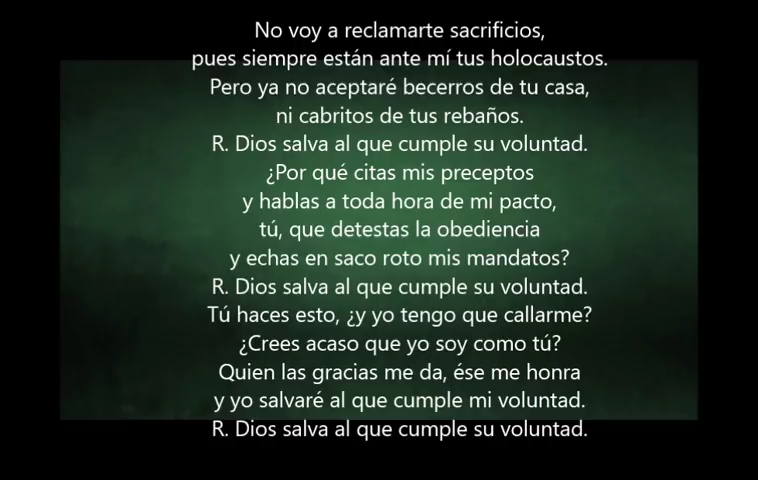 No voy a reclamarte sacrificios,
pues siempre están ante mí tus holocaustos.
Pero ya no aceptaré becerros de tu casa,
ni cabritos de tus rebaños.
R. Dios salva al que cumple su voluntad.
¿Por qué citas mis preceptos
y hablas a toda hora de mi pacto,
tú, que detestas la obediencia
y echas en saco roto mis mandatos?
R. Dios salva al que cumple su voluntad.
Tú haces esto, ¿y yo tengo que callarme?
¿Crees acaso que yo soy como tú?
Quien las gracias me da, ése me honra
y yo salvaré al que cumple mi voluntad.
R. Dios salva al que cumple su voluntad.